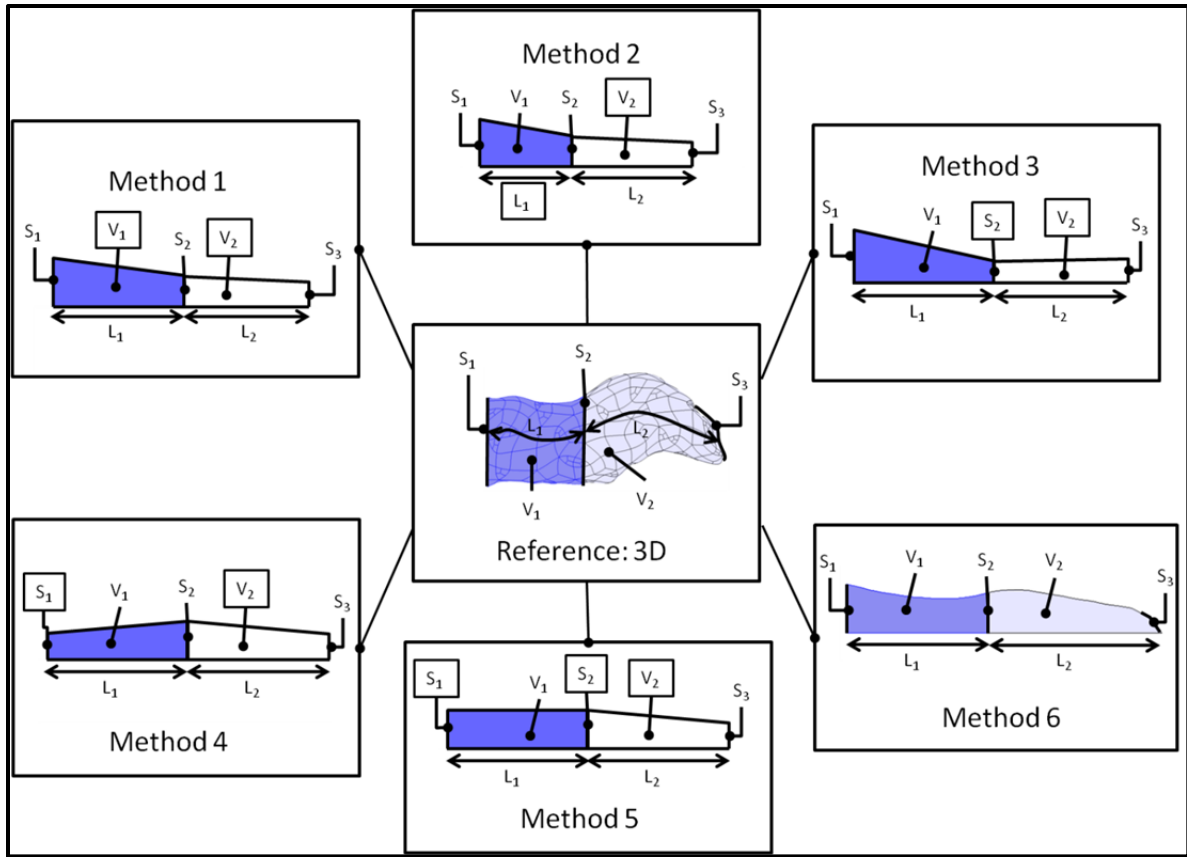 Method 2
S₁ V₁ S₂ V₂ S₃
L₁ L₂
Method 1
S₁ V₁ S₂ V₂ S₃
L₁ L₂
Method 3
S₁ V₁ S₂ V₂ S₃
L₁ L₂
S₁ S₂ S₃
L₁ L₂
V₁ V₂
Reference: 3D
S₁ V₁ S₂ V₂ S₃
L₁ L₂
Method 4
S₁ V₁ S₂ V₂ S₃
L₁ L₂
Method 5
S₁ V₁ S₂ V₂ S₃
L₁ L₂
Method 6